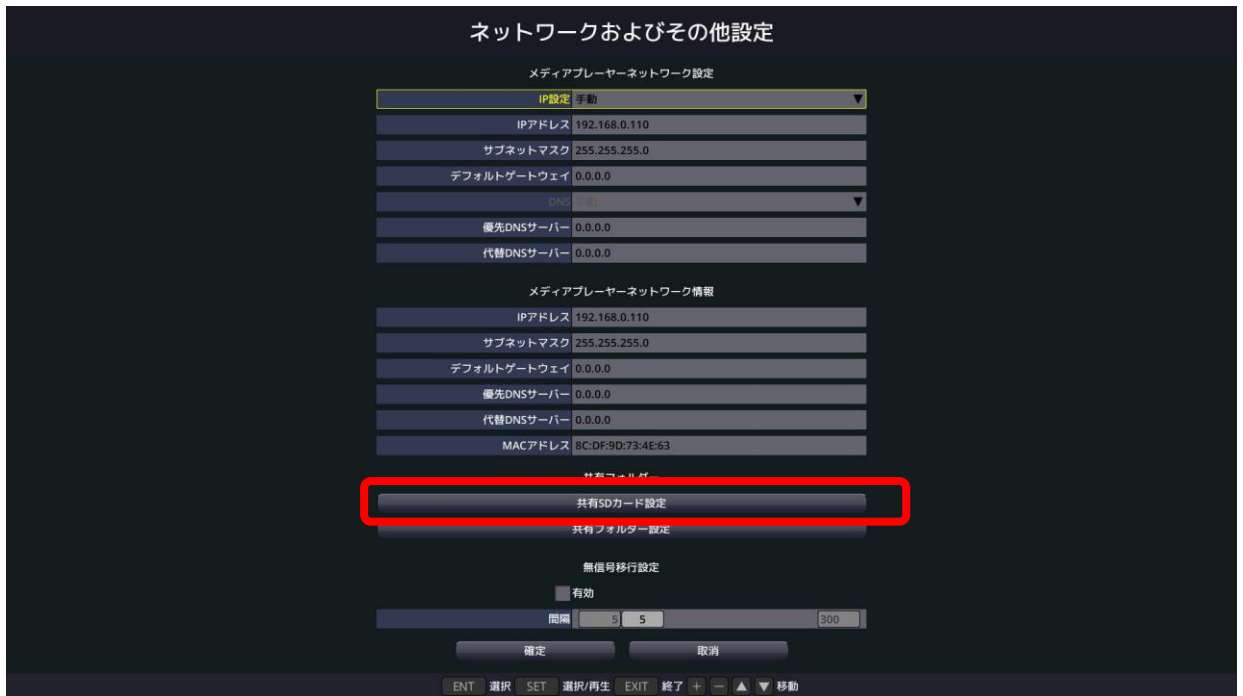 ネットワークおよびその他設定
メディアプレーヤーネットワーク設定
IP設定 手動 ▼
IPアドレス 192.168.0.110
サブネットマスク 255.255.255.0
デフォルトゲートウェイ 0.0.0.0
DNS 手動 ▼
優先DNSサーバー 0.0.0.0
代替DNSサーバー 0.0.0.0
メディアプレーヤーネットワーク情報
IPアドレス 192.168.0.110
サブネットマスク 255.255.255.0
デフォルトゲートウェイ 0.0.0.0
優先DNSサーバー 0.0.0.0
代替DNSサーバー 0.0.0.0
MACアドレス 8C:DF:9D:73:4E:63
共有フォルダー
共有SDカード設定
共有フォルダー設定
無信号移行設定
有効
間隔 5 5 300
確定 取消
ENT 選択 SET 選択/再生 EXIT 終了 + − ▲ ▼ 移動